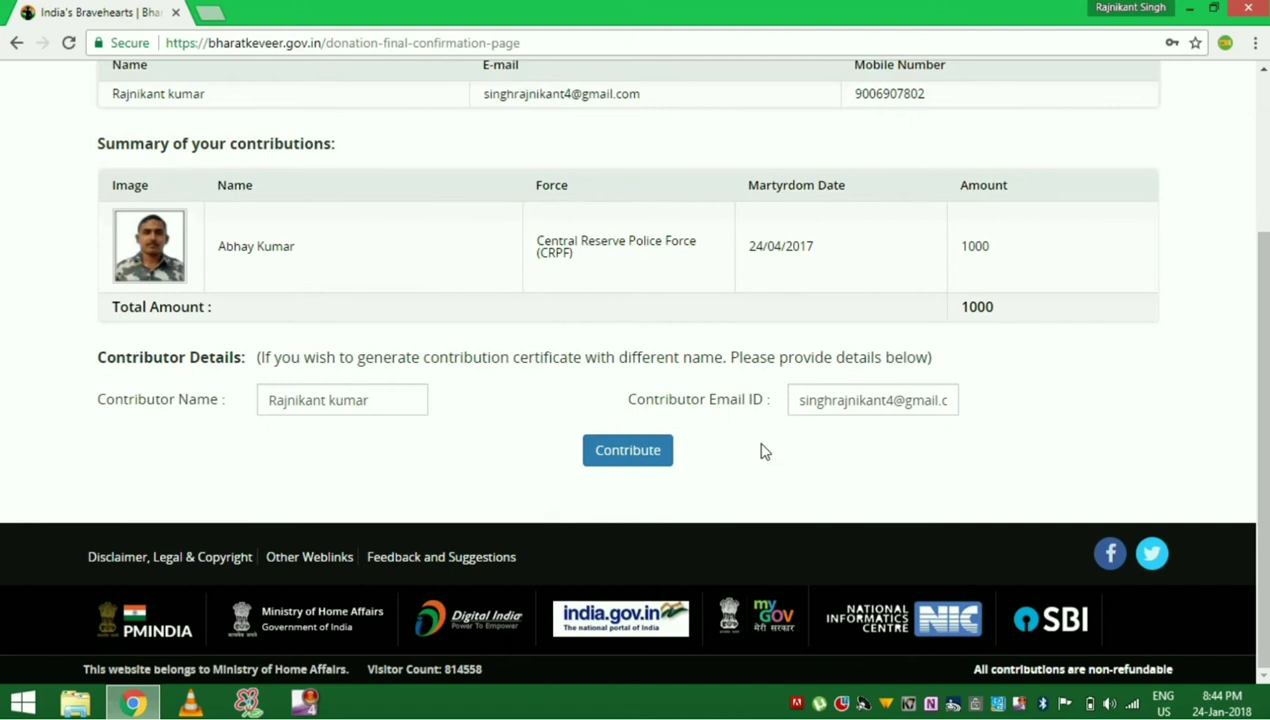 India's Bravehearts | Bhar
Rajnikant Singh
Secure
https://bharatkeveer.gov.in/donation-final-confirmation-page
Name E-mail Mobile Number
Rajnikant kumar singhrajnikant4@gmail.com 9006907802
Summary of your contributions:
Image Name Force Martyrdom Date Amount
Abhay Kumar Central Reserve Police Force 24/04/2017 1000
(CRPF)
Total Amount : 1000
Contributor Details: (If you wish to generate contribution certificate with different name. Please provide details below)
Contributor Name : Rajnikant kumar Contributor Email ID : singhrajnikant4@gmail.c
Contribute
Disclaimer, Legal & Copyright Other Weblinks Feedback and Suggestions
PMINDIA
Ministry of Home Affairs
Government of India
Digital India
Power To Empower
india.gov.in
The national portal of India
my
GOV
मेरी सरकार
NATIONAL
INFORMATICS
CENTRE
NIC
SBI
This website belongs to Ministry of Home Affairs. Visitor Count: 814558 All contributions are non-refundable
4
ENG
US
8:44 PM
24-Jan-2018